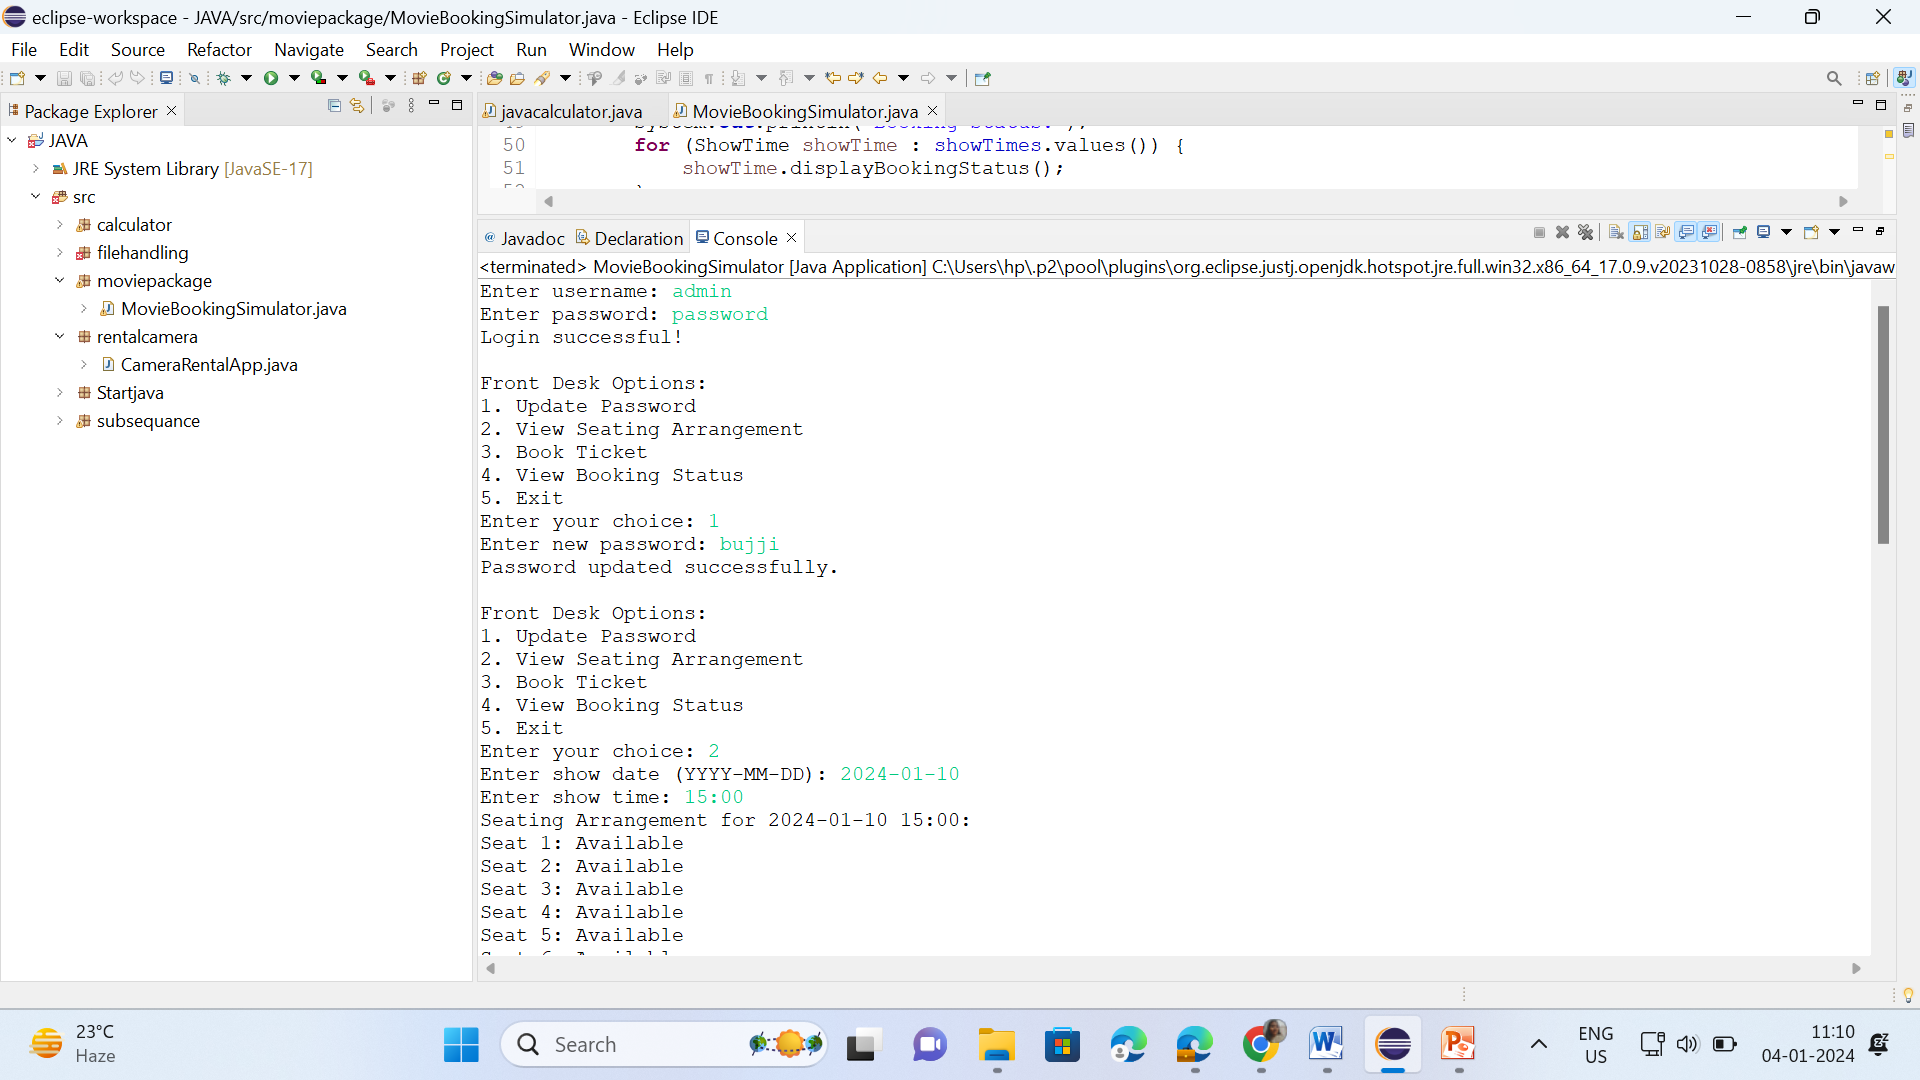 eclipse-workspace - JAVA/src/moviepackage/MovieBookingSimulator.java - Eclipse IDE
File Edit Source Refactor Navigate Search Project Run Window Help
Package Explorer
JAVA
JRE System Library [JavaSE-17]
src
calculator
filehandling
moviepackage
MovieBookingSimulator.java
rentalcamera
CameraRentalApp.java
Startjava
subsequance
javacalculator.java MovieBookingSimulator.java
50 for (ShowTime showTime : showTimes.values()) {
51 showTime.displayBookingStatus();
Javadoc Declaration Console
<terminated> MovieBookingSimulator [Java Application] C:\Users\hp\.p2\pool\plugins\org.eclipse.justj.openjdk.hotspot.jre.full.win32.x86_64_17.0.9.v20231028-0858\jre\bin\javaw
Enter username: admin
Enter password: password
Login successful!
Front Desk Options:
1. Update Password
2. View Seating Arrangement
3. Book Ticket
4. View Booking Status
5. Exit
Enter your choice: 1
Enter new password: bujji
Password updated successfully.
Front Desk Options:
1. Update Password
2. View Seating Arrangement
3. Book Ticket
4. View Booking Status
5. Exit
Enter your choice: 2
Enter show date (YYYY-MM-DD): 2024-01-10
Enter show time: 15:00
Seating Arrangement for 2024-01-10 15:00:
Seat 1: Available
Seat 2: Available
Seat 3: Available
Seat 4: Available
Seat 5: Available
23°C
Haze
Search
ENG
US
11:10
04-01-2024